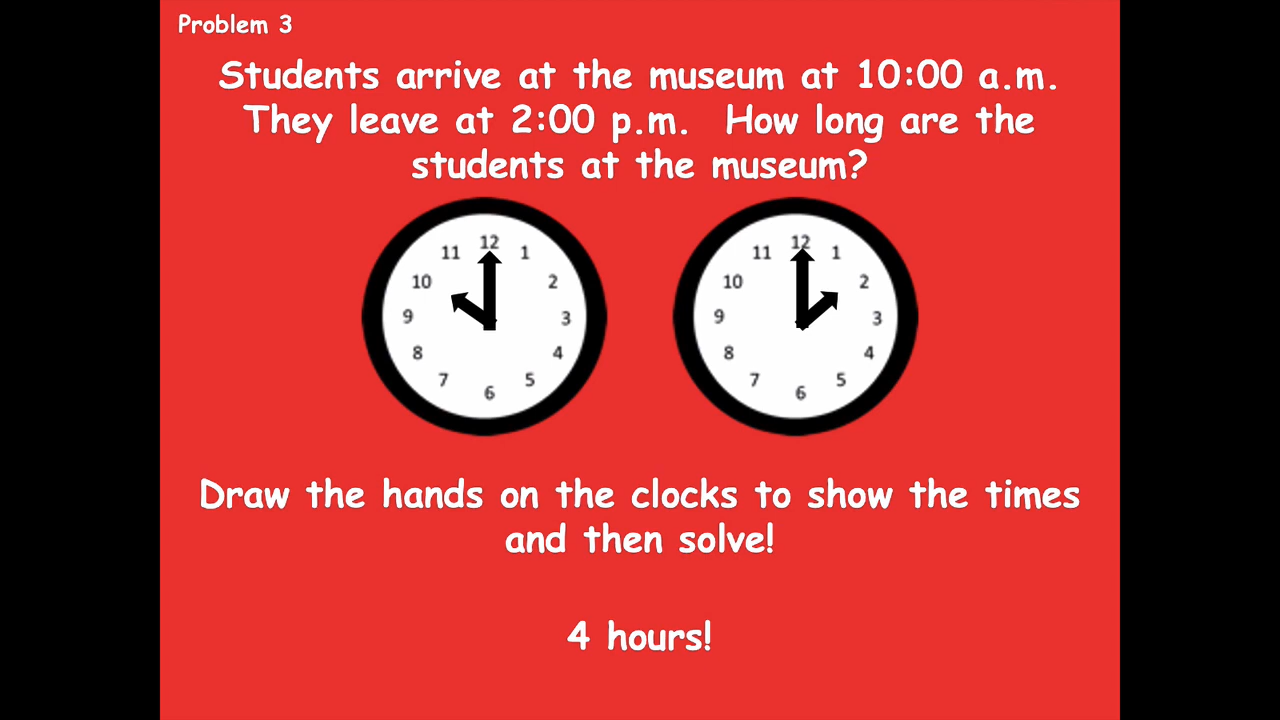 Problem 3
Students arrive at the museum at 10:00 a.m.
They leave at 2:00 p.m.  How long are the
students at the museum?
12
11 1
10 2
9 3
8 4
7 5
6
12
11 1
10 2
9 3
8 4
7 5
6
Draw the hands on the clocks to show the times
and then solve!
4 hours!